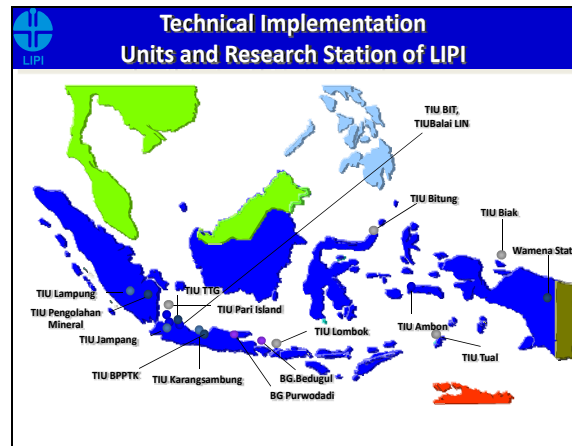 LIPI
Technical Implementation
Units and Research Station of LIPI
TIU BIT,
TIUBalai LIN
TIU Bitung
TIU Biak
Wamena Stat
TIU Lampung
TIU TTG
TIU Pari Island
TIU Pengolahan
Mineral
TIU Jampang
TIU Lombok
TIU Ambon
TIU Tual
TIU BPPTK
TIU Karangsambung
BG.Bedugul
BG Purwodadi